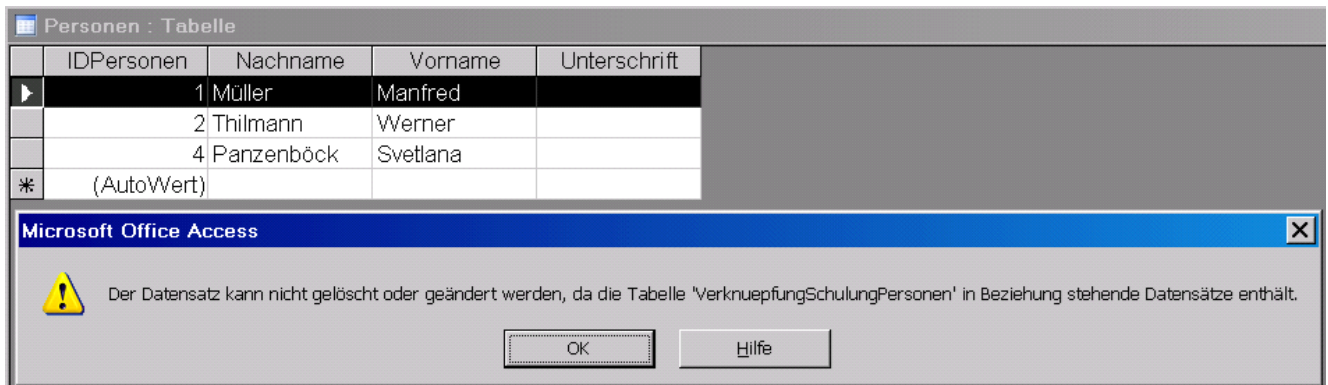 Personen : Tabelle
IDPersonen Nachname Vorname Unterschrift
1 Müller Manfred
2 Thilmann Werner
4 Panzenböck Svetlana
(AutoWert)
Microsoft Office Access
Der Datensatz kann nicht gelöscht oder geändert werden, da die Tabelle 'VerknuepfungSchulungPersonen' in Beziehung stehende Datensätze enthält.
OK Hilfe